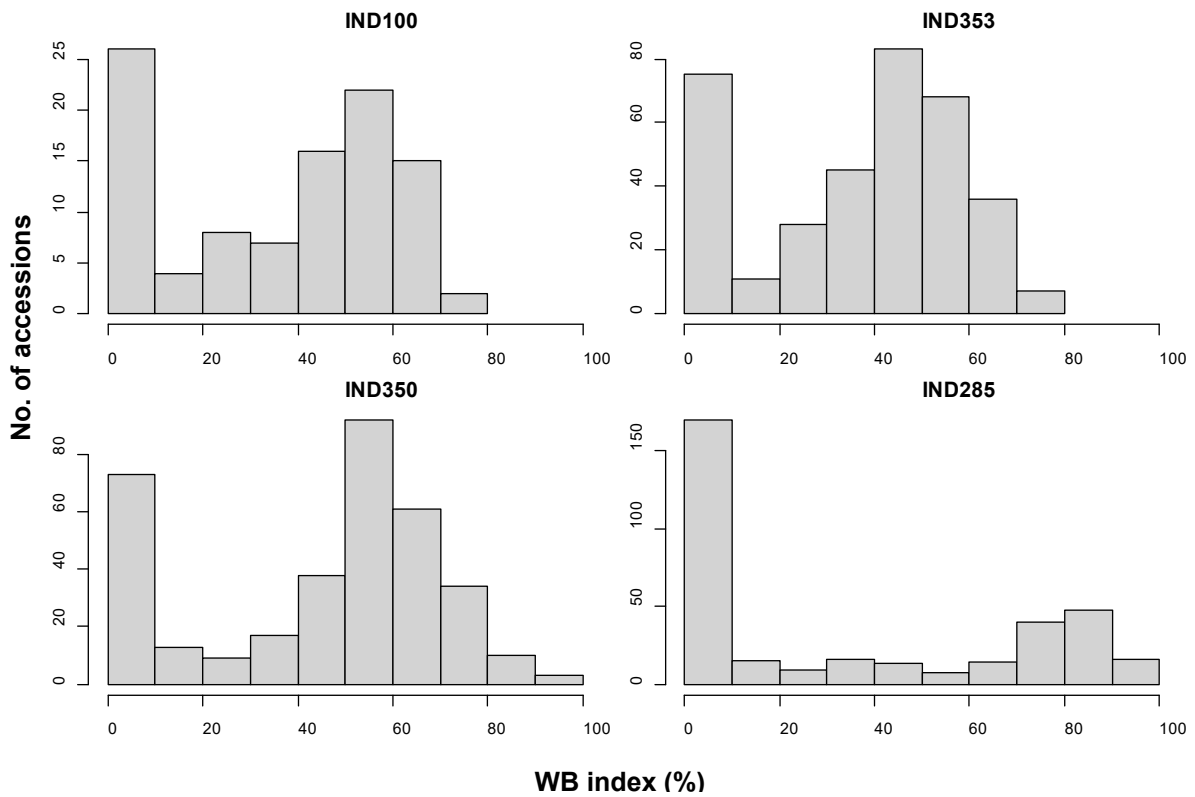 IND100
IND353
No. of accessions
0 5 10 15 20 25
0 20 40 60 80 100
0 20 40 60 80
0 20 40 60 80 100
IND350
IND285
0 20 40 60 80
0 20 40 60 80 100
0 50 100 150
0 20 40 60 80 100
WB index (%)